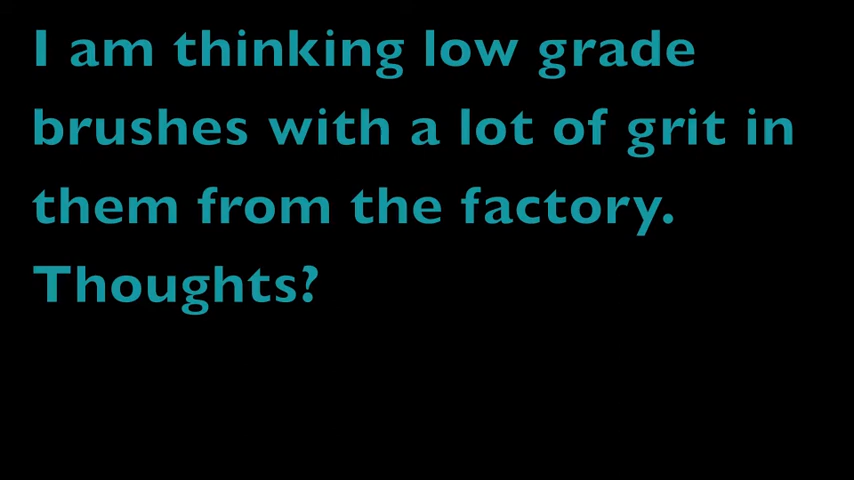 I am thinking low grade
brushes with a lot of grit in
them from the factory.
Thoughts?